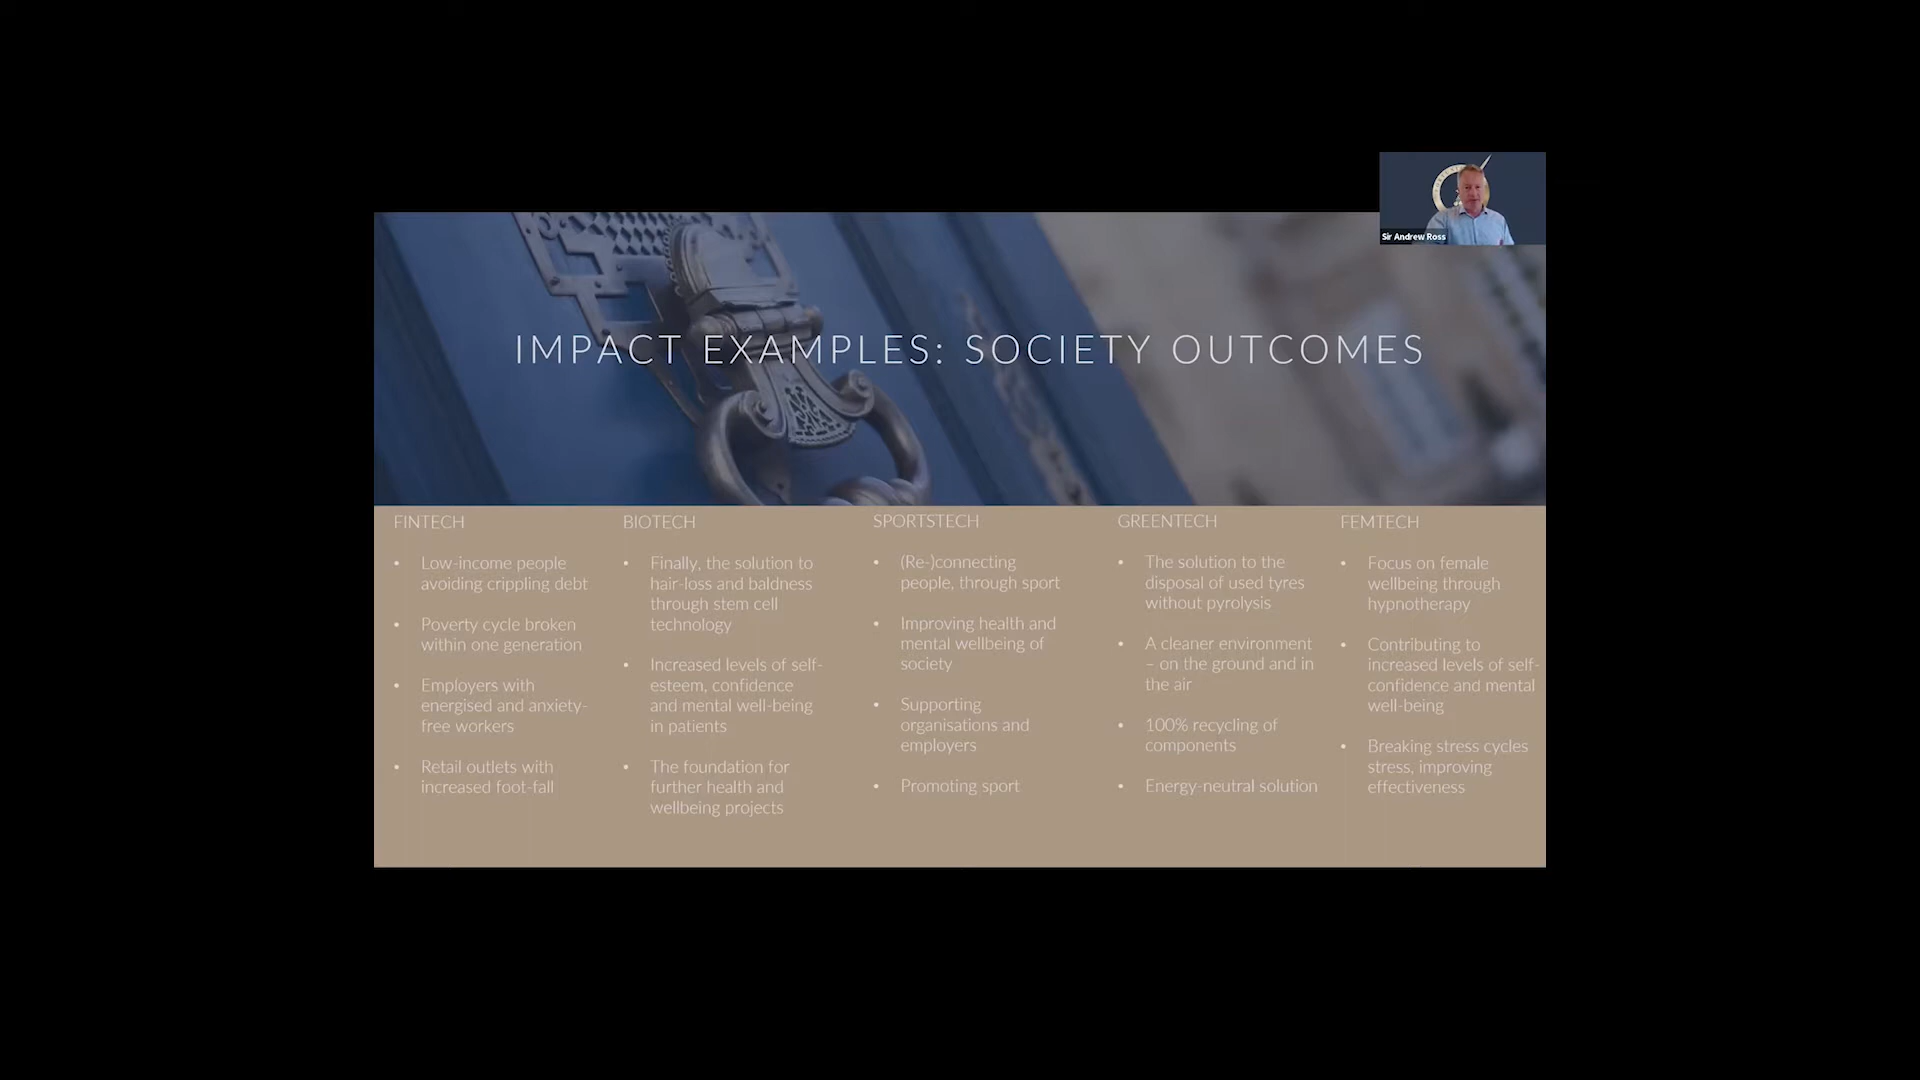 Sir Andrew Ross
IMPACT EXAMPLES: SOCIETY OUTCOMES
FINTECH
• Low-income people
avoiding crippling debt
• Poverty cycle broken
within one generation
• Employers with
energised and anxiety-
free workers
• Retail outlets with
increased foot-fall
BIOTECH
• Finally, the solution to
hair-loss and baldness
through stem cell
technology
• Increased levels of self-
esteem, confidence
and mental well-being
in patients
• The foundation for
further health and
wellbeing projects
SPORTSTECH
• (Re-)connecting
people, through sport
• Improving health and
mental wellbeing of
society
• Supporting
organisations and
employers
• Promoting sport
GREENTECH
• The solution to the
disposal of used tyres
without pyrolysis
• A cleaner environment
– on the ground and in
the air
• 100% recycling of
components
• Energy-neutral solution
FEMTECH
• Focus on female
wellbeing through
hypnotherapy
• Contributing to
increased levels of self-
confidence and mental
well-being
• Breaking stress cycles
stress, improving
effectiveness